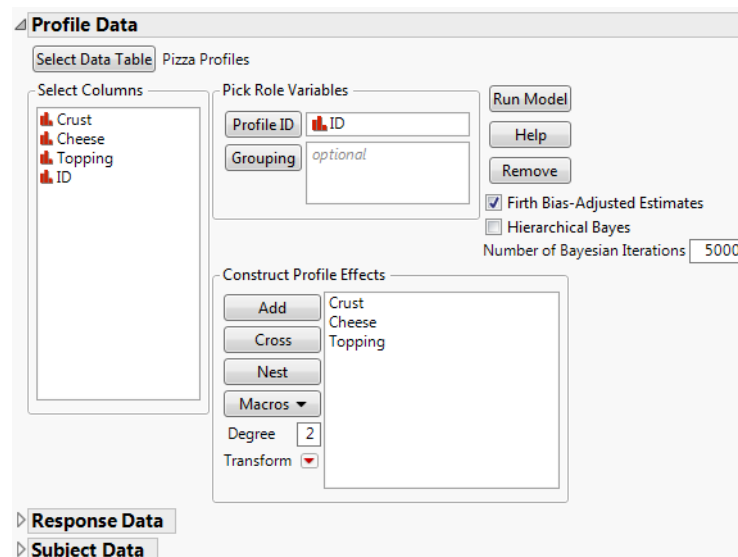 Profile Data
Select Data Table Pizza Profiles
Select Columns
Crust
Cheese
Topping
ID
Pick Role Variables
Profile ID ID
Grouping optional
Run Model
Help
Remove
Firth Bias-Adjusted Estimates
Hierarchical Bayes
Number of Bayesian Iterations 5000
Construct Profile Effects
Add
Cross
Nest
Macros
Degree 2
Transform
Crust
Cheese
Topping
Response Data
Subject Data